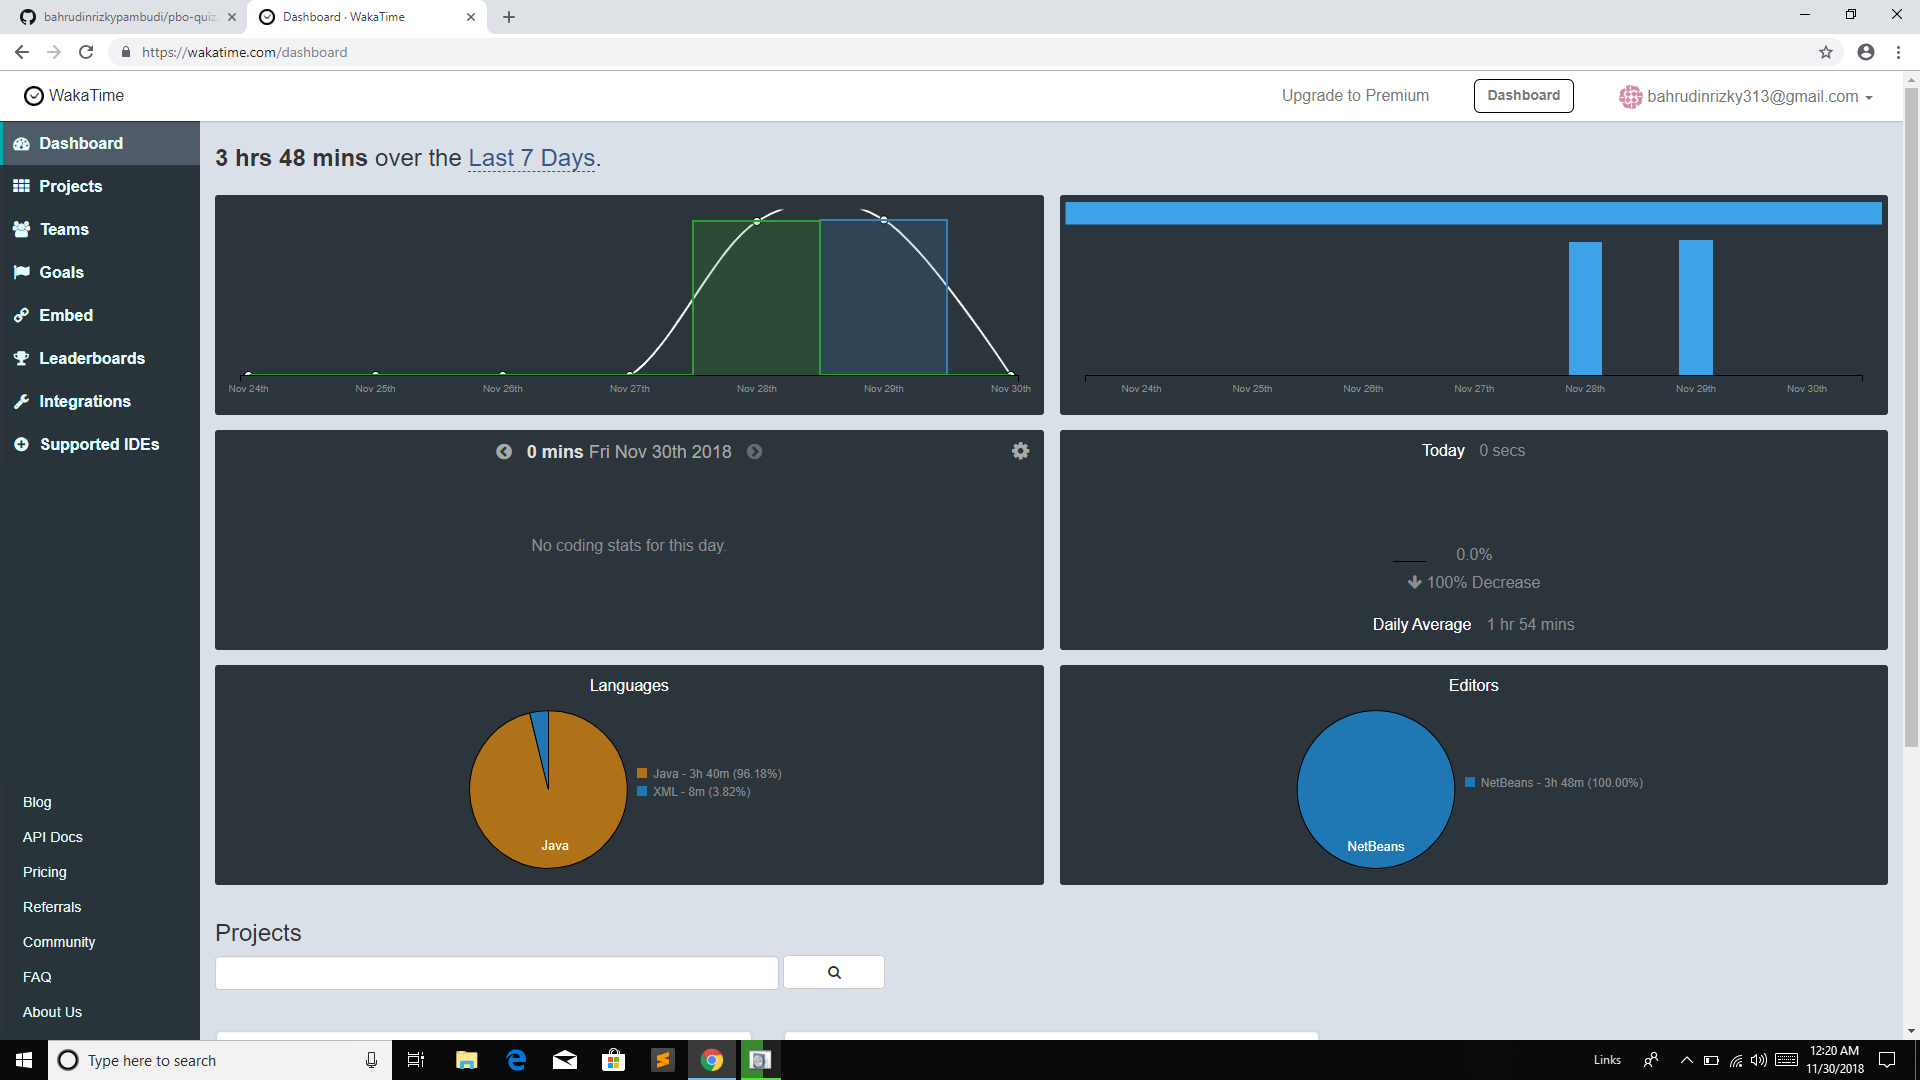 bahrudinrizkypambudi/pbo-quiz
Dashboard · WakaTime
https://wakatime.com/dashboard
WakaTime
Upgrade to Premium
Dashboard
bahrudinrizky313@gmail.com
Dashboard
Projects
Teams
Goals
Embed
Leaderboards
Integrations
Supported IDEs
Blog
API Docs
Pricing
Referrals
Community
FAQ
About Us
3 hrs 48 mins over the Last 7 Days.
Nov 24th Nov 25th Nov 26th Nov 27th Nov 28th Nov 29th Nov 30th
Nov 24th Nov 25th Nov 26th Nov 27th Nov 28th Nov 29th Nov 30th
0 mins Fri Nov 30th 2018
No coding stats for this day.
Today 0 secs
0.0%
100% Decrease
Daily Average 1 hr 54 mins
Languages
Java - 3h 40m (96.18%)
XML - 8m (3.82%)
Java
Editors
NetBeans - 3h 48m (100.00%)
NetBeans
Projects
Type here to search
Links
12:20 AM
11/30/2018